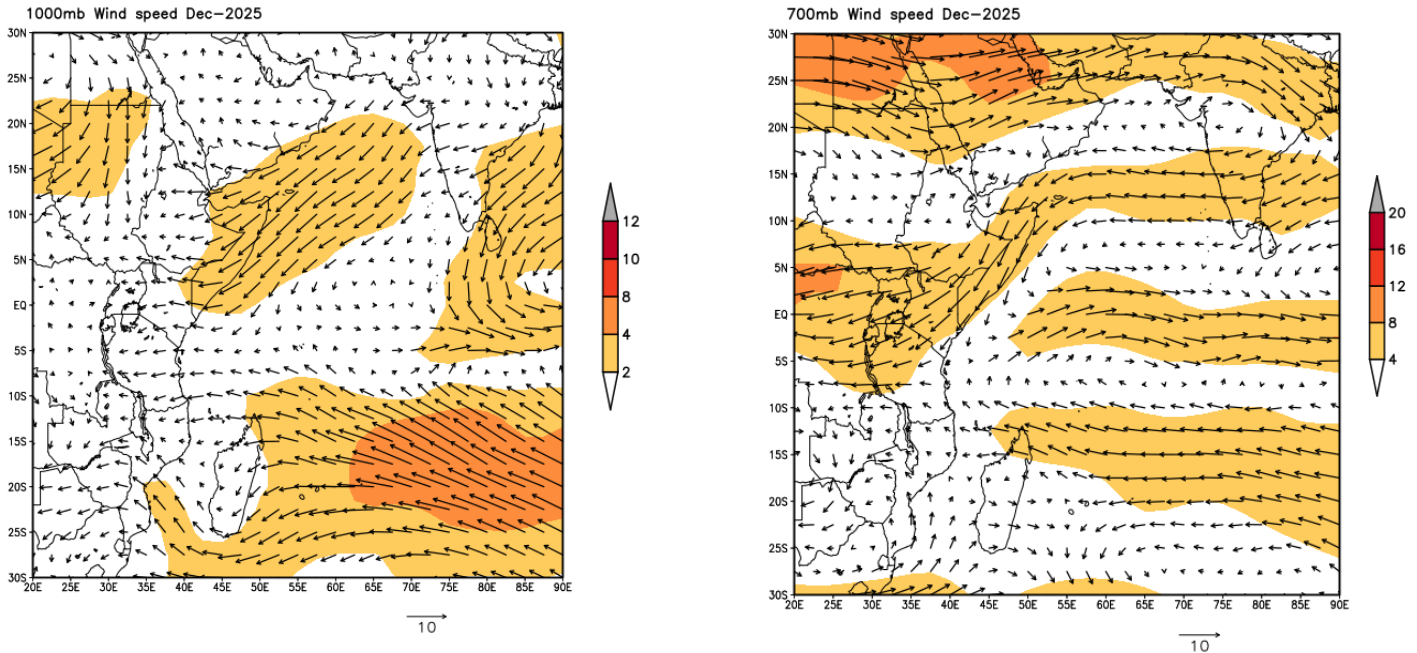 1000mb Wind speed Dec-2025
30N
25N
20N
15N
10N
5N
EQ
5S
10S
15S
20S
25S
30S
20E 25E 30E 35E 40E 45E 50E 55E 60E 65E 70E 75E 80E 85E 90E
12
10
8
4
2
10
700mb Wind speed Dec-2025
30N
25N
20N
15N
10N
5N
EQ
5S
10S
15S
20S
25S
30S
20E 25E 30E 35E 40E 45E 50E 55E 60E 65E 70E 75E 80E 85E 90E
20
16
12
8
4
10